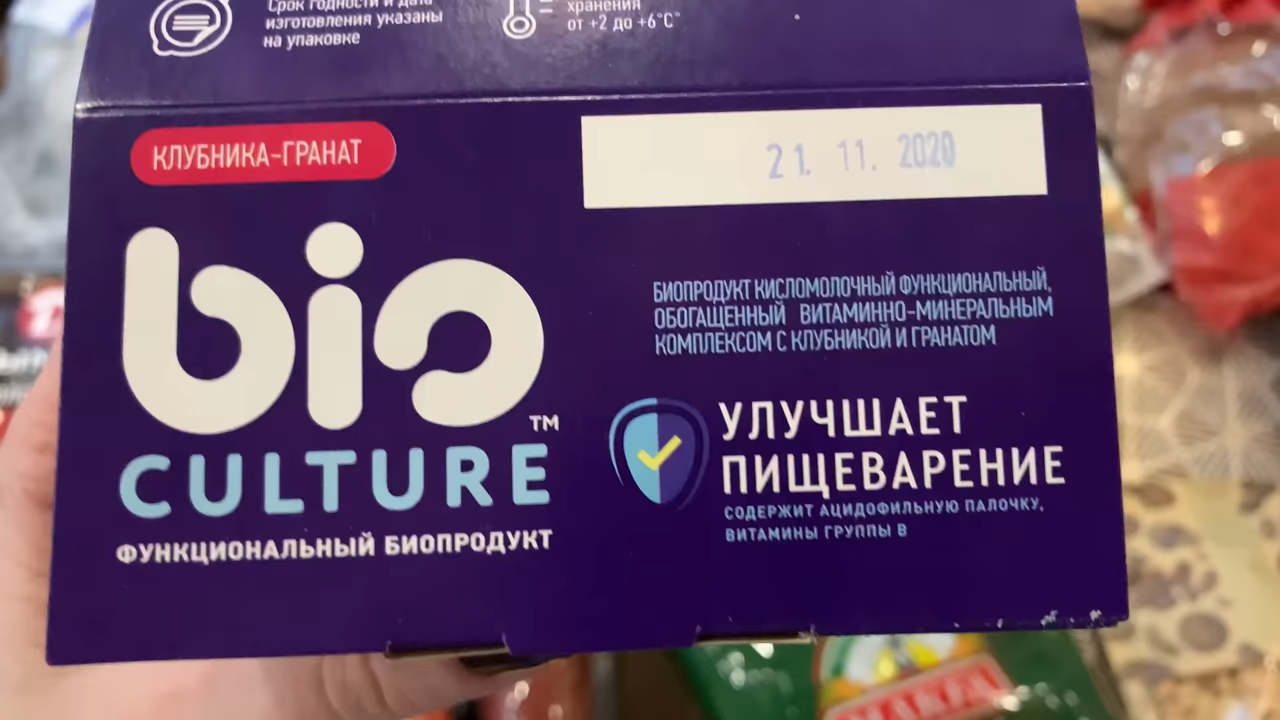 Срок годности и дата
изготовления указаны
на упаковке
хранения
от +2 до +6°C
КЛУБНИКА-ГРАНАТ
21. 11. 2020
bio
TM
CULTURE
ФУНКЦИОНАЛЬНЫЙ БИОПРОДУКТ
БИОПРОДУКТ КИСЛОМОЛОЧНЫЙ ФУНКЦИОНАЛЬНЫЙ,
ОБОГАЩЕННЫЙ ВИТАМИННО-МИНЕРАЛЬНЫМ
КОМПЛЕКСОМ С КЛУБНИКОЙ И ГРАНАТОМ
УЛУЧШАЕТ
ПИЩЕВАРЕНИЕ
СОДЕРЖИТ АЦИДОФИЛЬНУЮ ПАЛОЧКУ,
ВИТАМИНЫ ГРУППЫ В